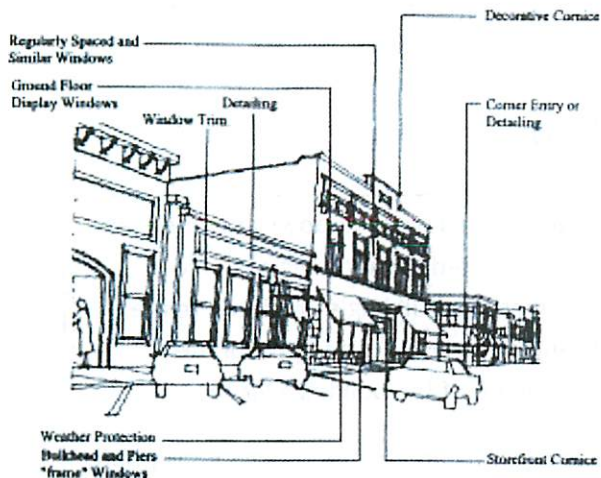 Decorative Cornice
Regularly Spaced and
Similar Windows
Ground Floor
Display Windows
Detailing
Window Trim
Corner Entry or
Detailing
Weather Protection
Bulkhead and Piers
"frame" Windows
Storefront Cornice